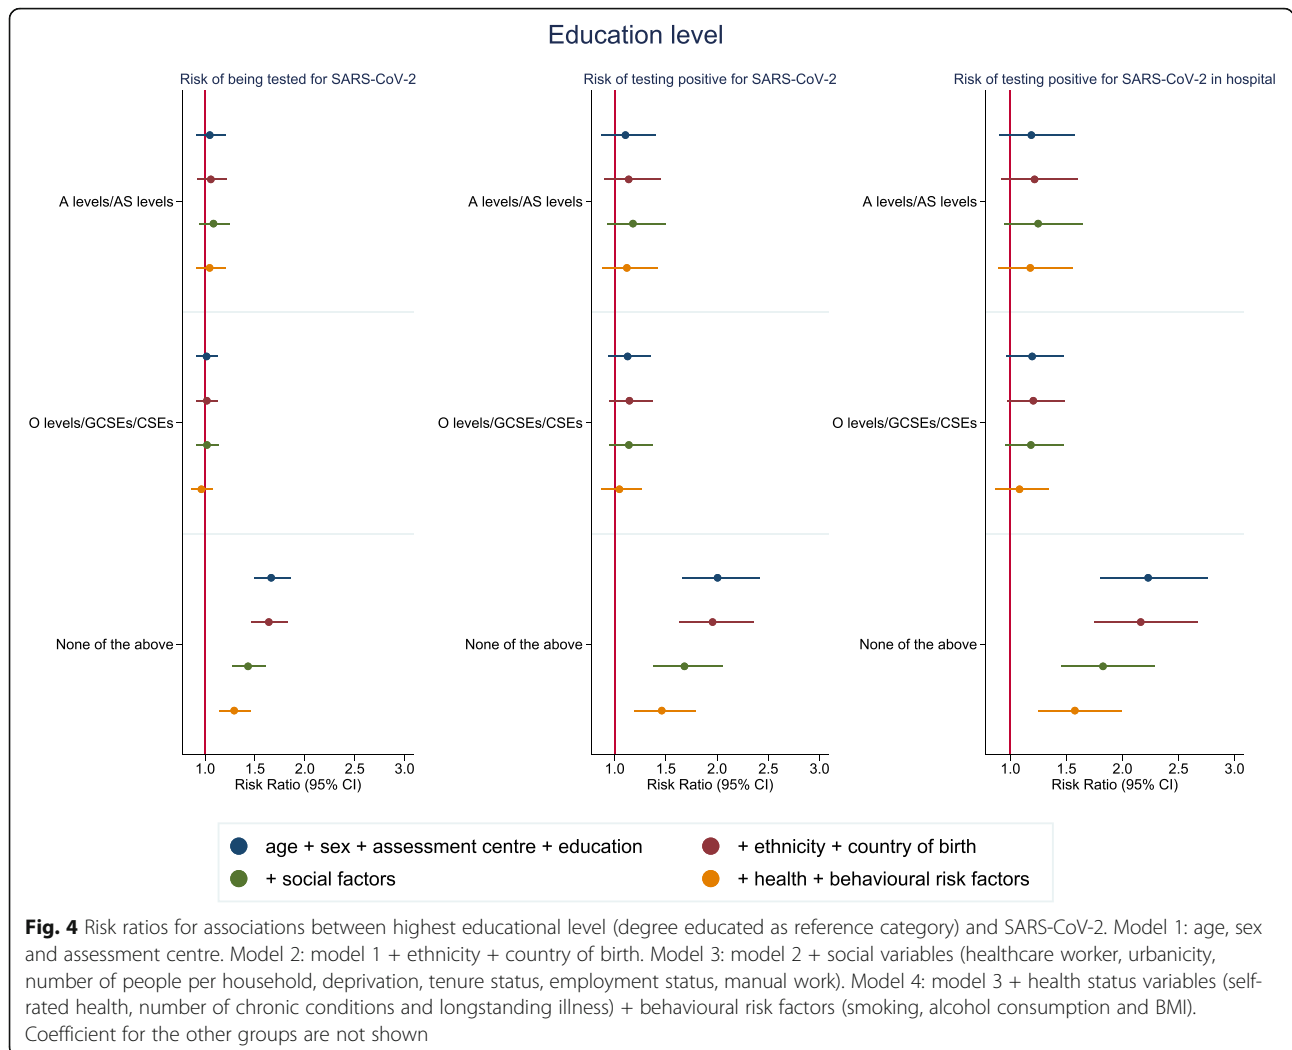 Education level
Risk of being tested for SARS-CoV-2
A levels/AS levels
O levels/GCSEs/CSEs
None of the above
1.0 1.5 2.0 2.5 3.0
Risk Ratio (95% CI)
Risk of testing positive for SARS-CoV-2
A levels/AS levels
O levels/GCSEs/CSEs
None of the above
1.0 1.5 2.0 2.5 3.0
Risk Ratio (95% CI)
Risk of testing positive for SARS-CoV-2 in hospital
A levels/AS levels
O levels/GCSEs/CSEs
None of the above
1.0 1.5 2.0 2.5 3.0
Risk Ratio (95% CI)
age + sex + assessment centre + education
+ ethnicity + country of birth
+ social factors
+ health + behavioural risk factors
Fig. 4 Risk ratios for associations between highest educational level (degree educated as reference category) and SARS-CoV-2. Model 1: age, sex
and assessment centre. Model 2: model 1 + ethnicity + country of birth. Model 3: model 2 + social variables (healthcare worker, urbanicity,
number of people per household, deprivation, tenure status, employment status, manual work). Model 4: model 3 + health status variables (self-
rated health, number of chronic conditions and longstanding illness) + behavioural risk factors (smoking, alcohol consumption and BMI).
Coefficient for the other groups are not shown